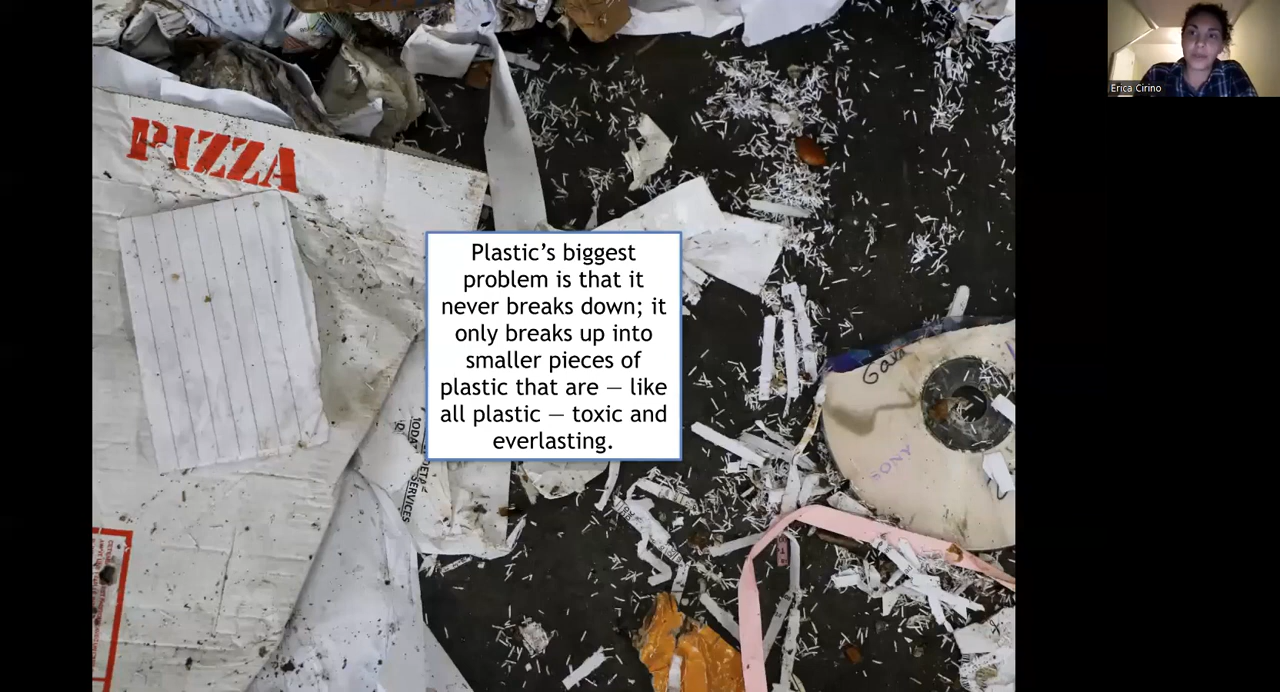 Erica Cirino
PIZZA
Plastic’s biggest
problem is that it
never breaks down; it
only breaks up into
smaller pieces of
plastic that are — like
all plastic — toxic and
everlasting.
SERVICES
SONY